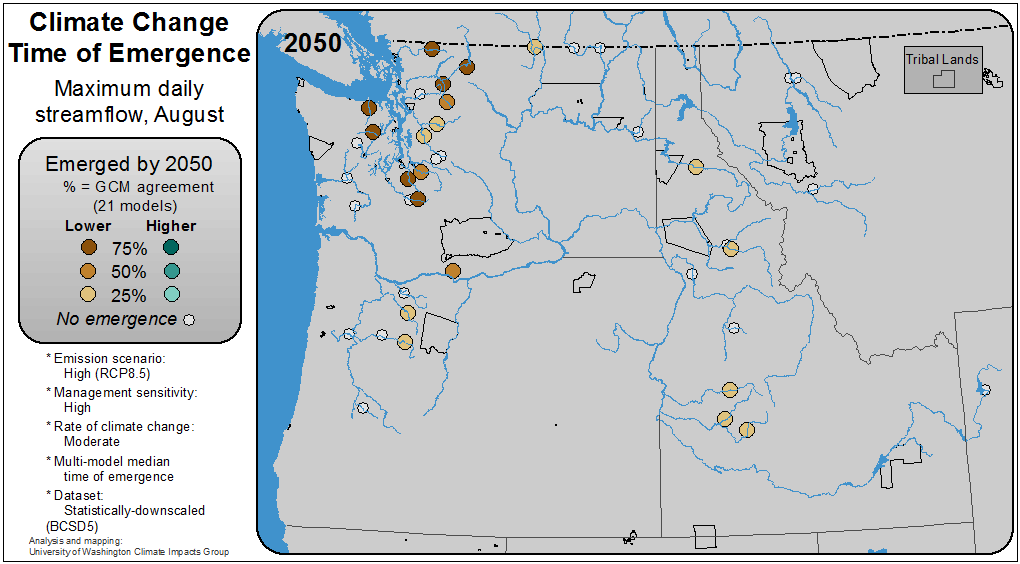 Climate Change
Time of Emergence
Maximum daily
streamflow, August
Emerged by 2050
% = GCM agreement
(21 models)
Lower Higher
75%
50%
25%
No emergence
* Emission scenario:
High (RCP8.5)
* Management sensitivity:
High
* Rate of climate change:
Moderate
* Multi-model median
time of emergence
* Dataset:
Statistically-downscaled
(BCSD5)
Analysis and mapping:
University of Washington Climate Impacts Group
2050
Tribal Lands